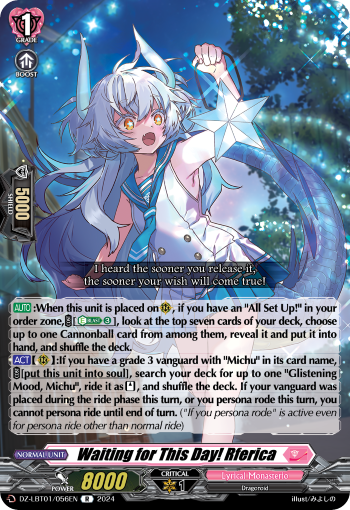 1
GRADE
BOOST
5000
SHIELD
I heard the sooner you release it,
the sooner your wish will come true!
AUTO:When this unit is placed on R, if you have an "All Set Up!" in your
order zone, [E-BLAST 3], look at the top seven cards of your deck, choose
up to one Cannonball card from among them, reveal it and put it into
hand, and shuffle the deck.
ACT[R]:If you have a grade 3 vanguard with "Michu" in its card name,
[put this unit into soul], search your deck for up to one "Glistening
Mood, Michu", ride it as [], and shuffle the deck. If your vanguard was
placed during the ride phase this turn, or you persona rode this turn, you
cannot persona ride until end of turn. ("If you persona rode" is active even
for persona ride other than normal ride)
NORMAL UNIT
Waiting for This Day! Rferica
POWER 8000
CRITICAL
1
Lyrical Monasterio
Dragoroid
D DZ-LBT01/056EN R 2024
illust/みよしの